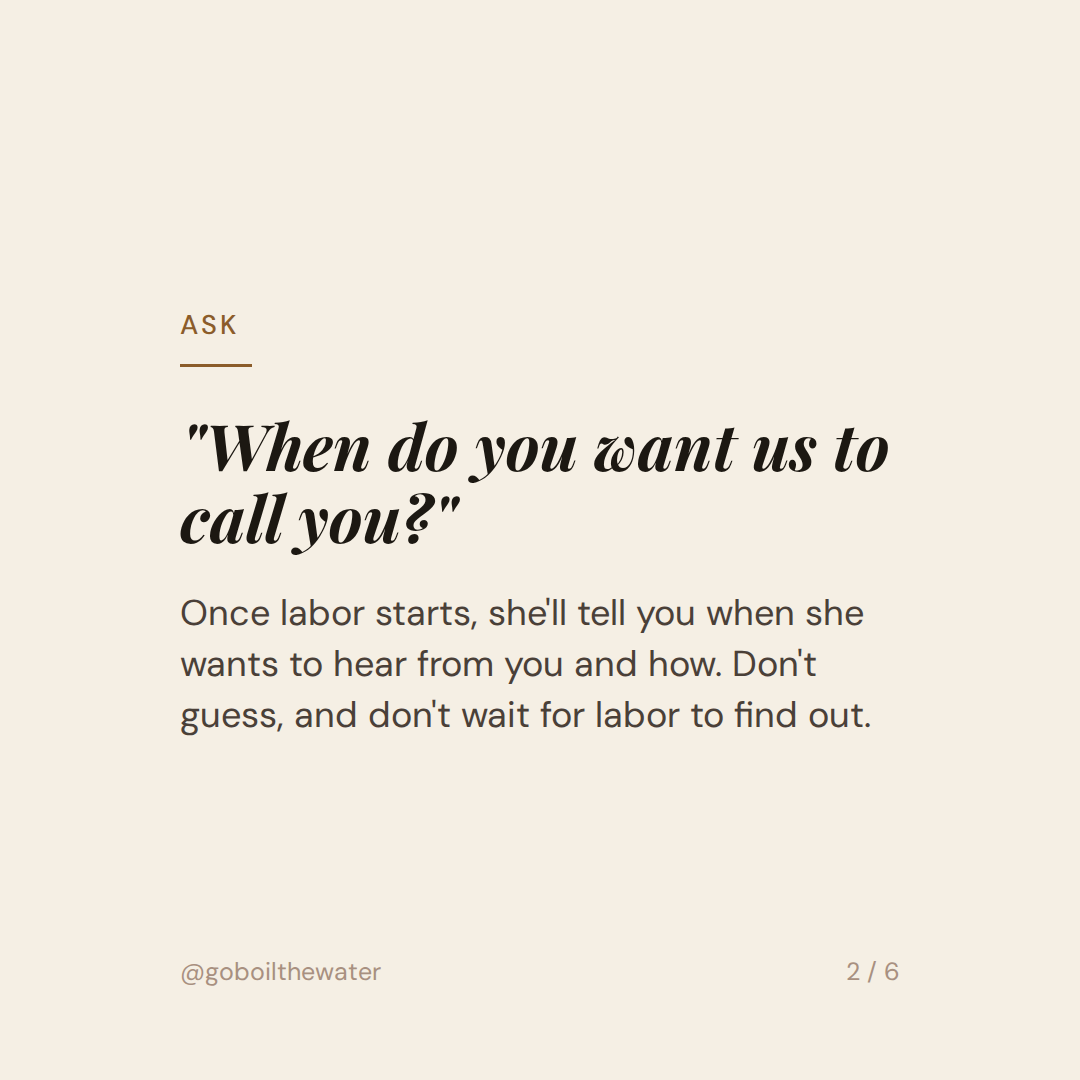 ASK
"When do you want us to
call you?"
Once labor starts, she'll tell you when she
wants to hear from you and how. Don't
guess, and don't wait for labor to find out.
@goboilthewater
2 / 6